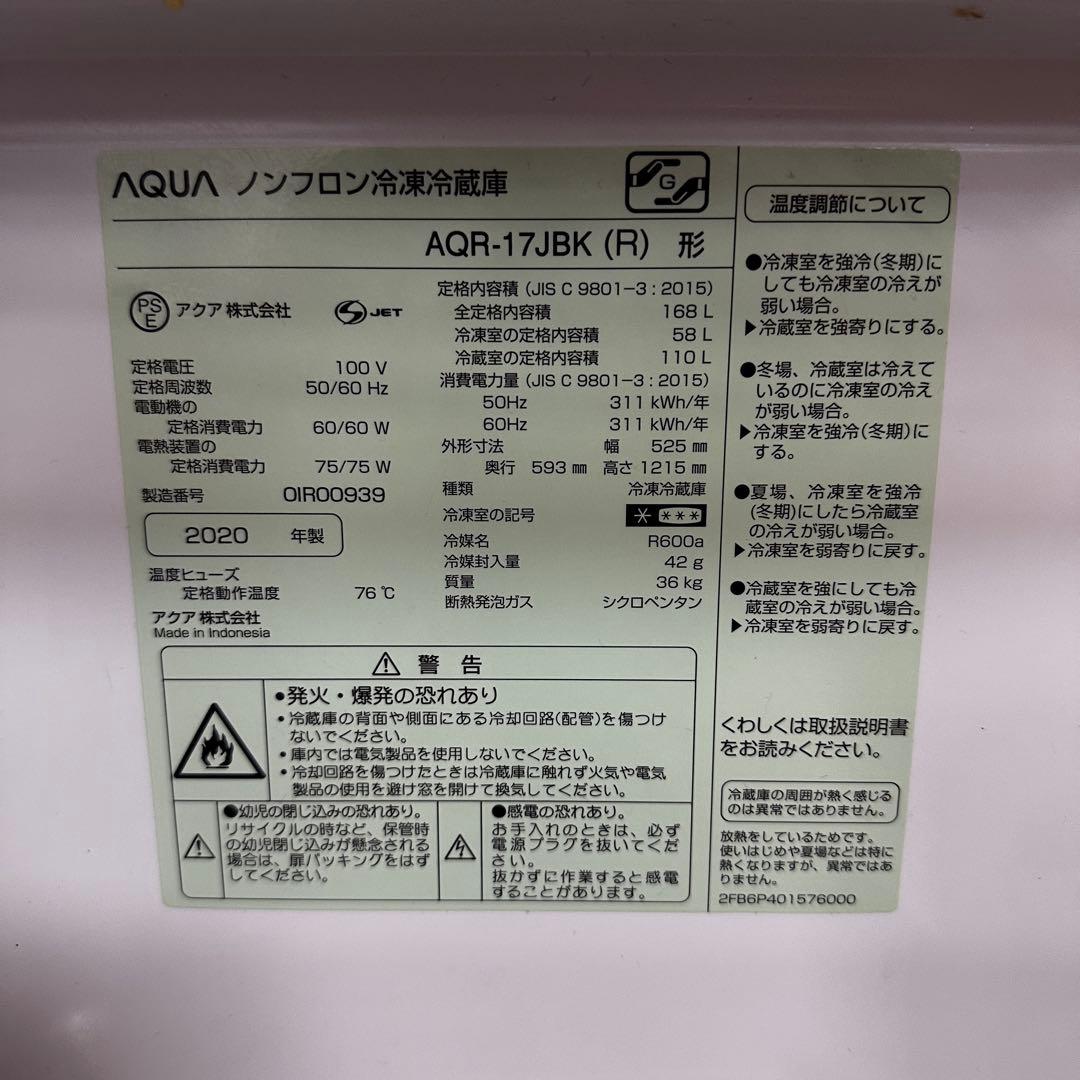 AQUA ノンフロン冷凍冷蔵庫
G
AQR-17JBK (R) 形
PS
E
アクア 株式会社
S JET
定格電圧 100 V
定格周波数 50/60 Hz
電動機の
定格消費電力 60/60 W
電熱装置の
定格消費電力 75/75 W
製造番号 0IR00939
2020 年製
温度ヒューズ
定格動作温度 76 ℃
アクア 株式会社
Made in Indonesia
定格内容積 (JIS C 9801-3 : 2015)
全定格内容積 168 L
冷凍室の定格内容積 58 L
冷蔵室の定格内容積 110 L
消費電力量 (JIS C 9801-3 : 2015)
50Hz 311 kWh/年
60Hz 311 kWh/年
外形寸法 幅 525 ㎜
奥行 593 ㎜ 高さ 1215 ㎜
種類 冷凍冷蔵庫
冷凍室の記号 * ***
冷媒名 R600a
冷媒封入量 42 g
質量 36 kg
断熱発泡ガス シクロペンタン
⚠ 警 告
●発火・爆発の恐れあり
・冷蔵庫の背面や側面にある冷却回路(配管)を傷つけ
ないでください。
・庫内では電気製品を使用しないでください。
・冷却回路を傷つけたときは冷蔵庫に触れず火気や電気
製品の使用を避け窓を開けて換気してください。
●幼児の閉じ込みの恐れあり。
リサイクルの時など、保管時
の幼児閉じ込みが懸念される
場合は、扉パッキングをはず
してください。
●感電の恐れあり。
お手入れのときは、必ず
電源プラグを抜いてくだ
さい。
抜かずに作業すると感電
することがあります。
温度調節について
●冷凍室を強冷(冬期)に
しても冷凍室の冷えが
弱い場合。
▶冷蔵室を強寄りにする。
●冬場、冷蔵室は冷えて
いるのに冷凍室の冷え
が弱い場合。
▶冷凍室を強冷(冬期)に
する。
●夏場、冷凍室を強冷
(冬期)にしたら冷蔵室
の冷えが弱い場合。
▶冷凍室を弱寄りに戻す。
●冷蔵室を強にしても冷
蔵室の冷えが弱い場合。
▶冷凍室を弱寄りに戻す。
くわしくは取扱説明書
をお読みください。
冷蔵庫の周囲が熱く感じる
のは異常ではありません。
放熱をしているためです。
使いはじめや夏場などは特に
熱くなりますが、異常ではあ
りません。
2FB6P401576000